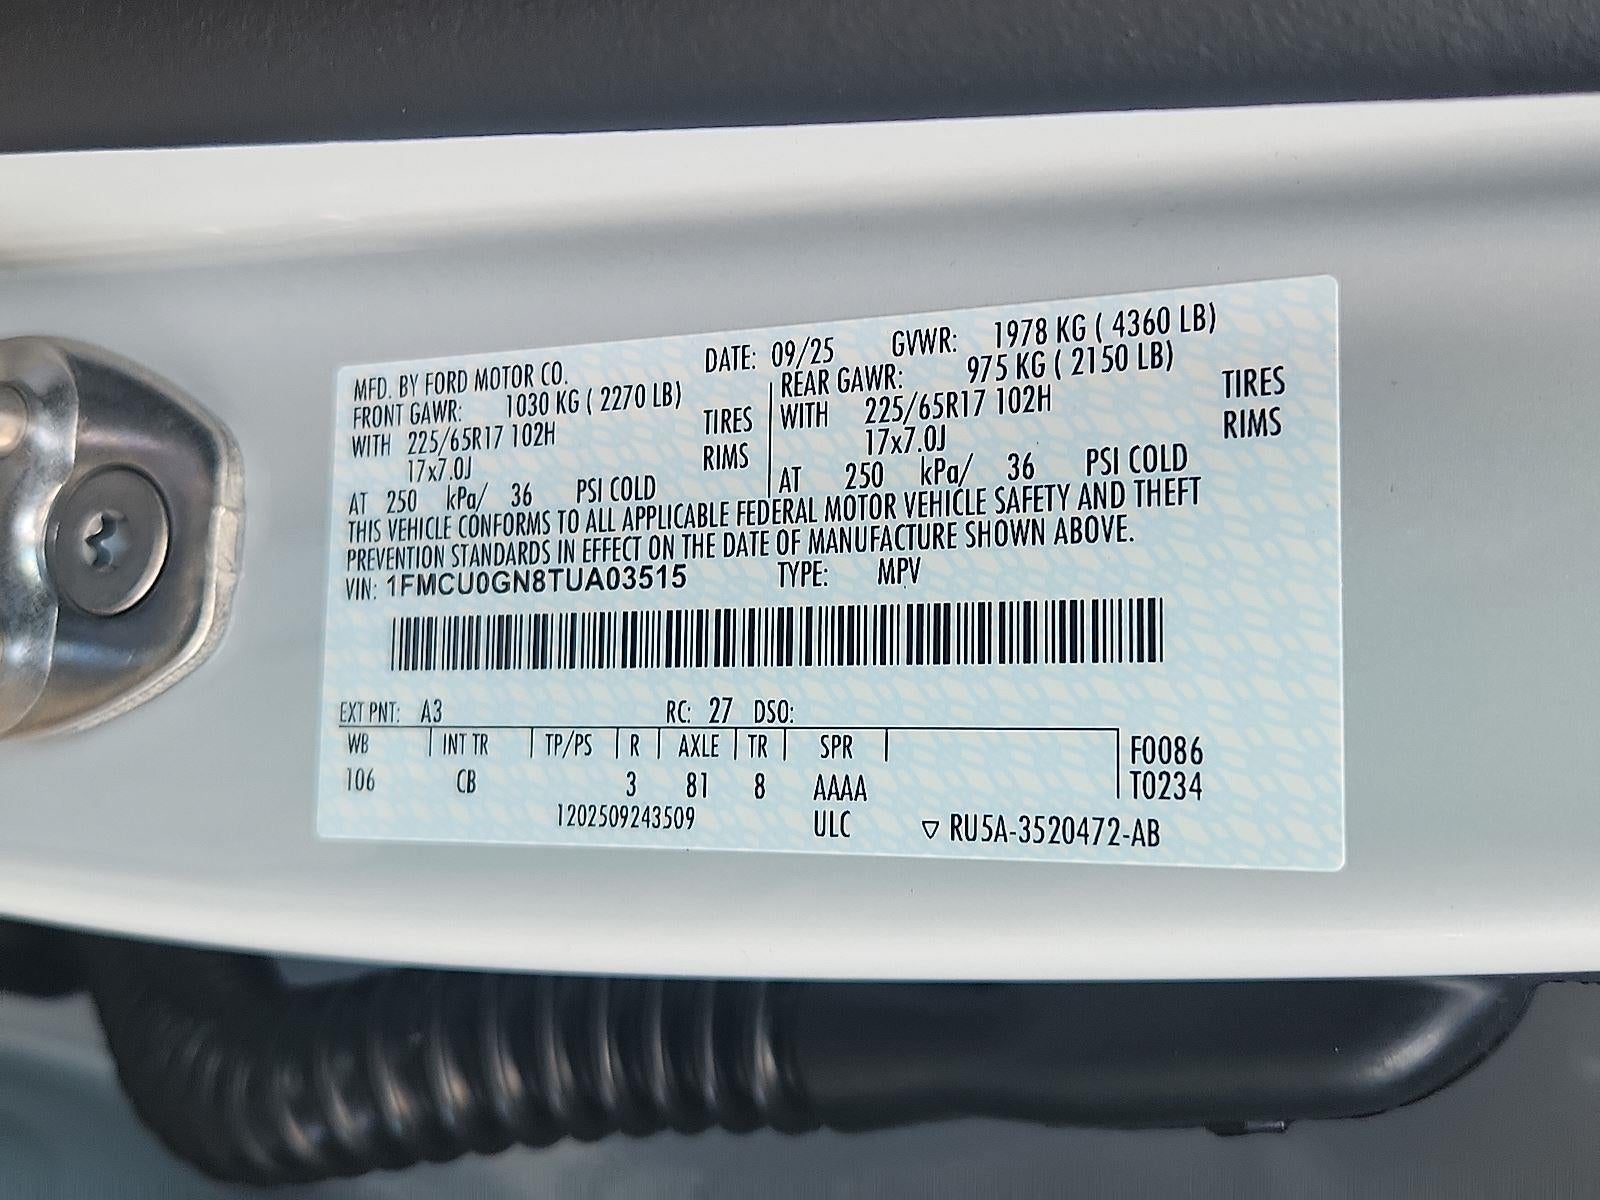 MFD. BY FORD MOTOR CO. DATE: 09/25 GVWR: 1978 KG ( 4360 LB)
FRONT GAWR: 1030 KG ( 2270 LB) REAR GAWR: 975 KG ( 2150 LB)
WITH 225/65R17 102H TIRES WITH 225/65R17 102H TIRES
17x7.0J RIMS 17x7.0J RIMS
AT 250 kPa/ 36 PSI COLD AT 250 kPa/ 36 PSI COLD
THIS VEHICLE CONFORMS TO ALL APPLICABLE FEDERAL MOTOR VEHICLE SAFETY AND THEFT
PREVENTION STANDARDS IN EFFECT ON THE DATE OF MANUFACTURE SHOWN ABOVE.
VIN: 1FMCU0GN8TUA03515 TYPE: MPV
EXT PNT: A3 RC: 27 DSO:
WB INT TR TP/PS R AXLE TR SPR F0086
106 CB 3 81 8 AAAA T0234
1202509243509 ULC ▽ RU5A-3520472-AB